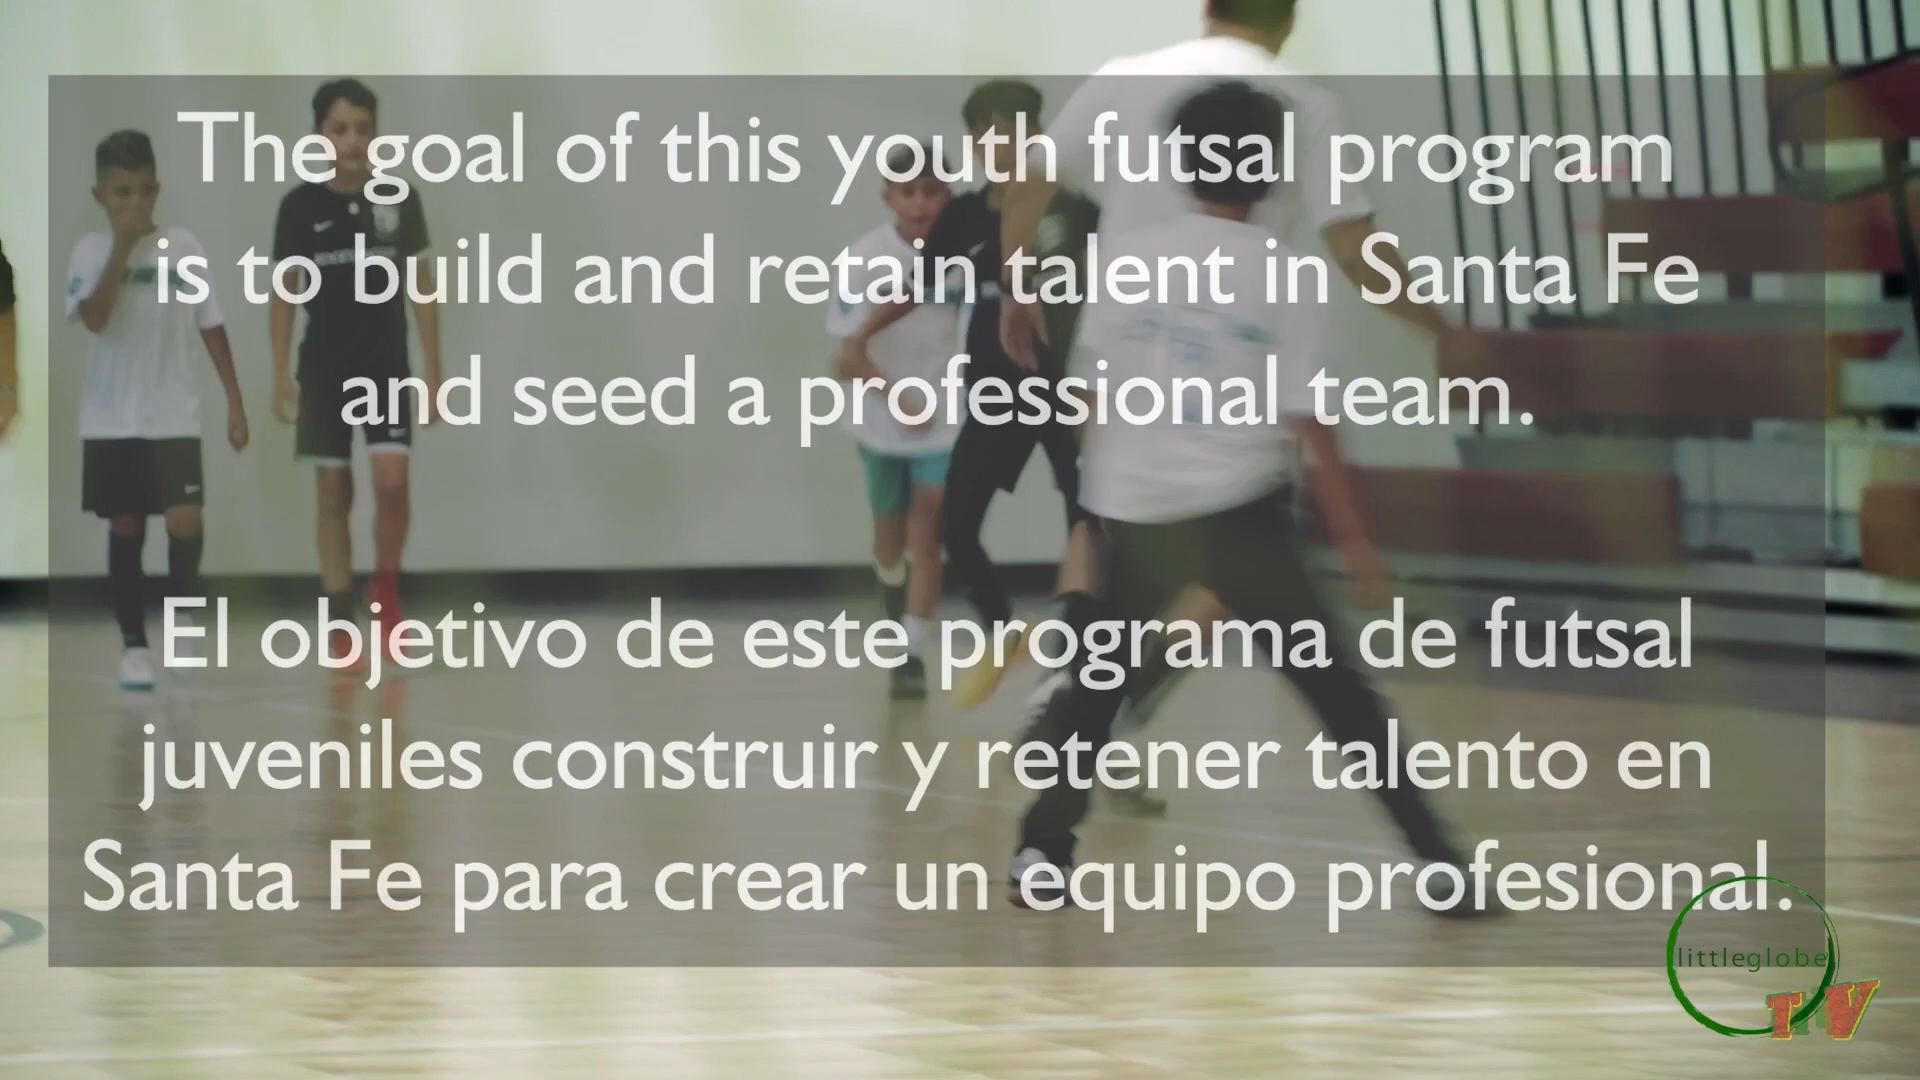 The goal of this youth futsal program
is to build and retain talent in Santa Fe
and seed a professional team.
El objetivo de este programa de futsal
juveniles construir y retener talento en
Santa Fe para crear un equipo profesional.
littleglobe
TV